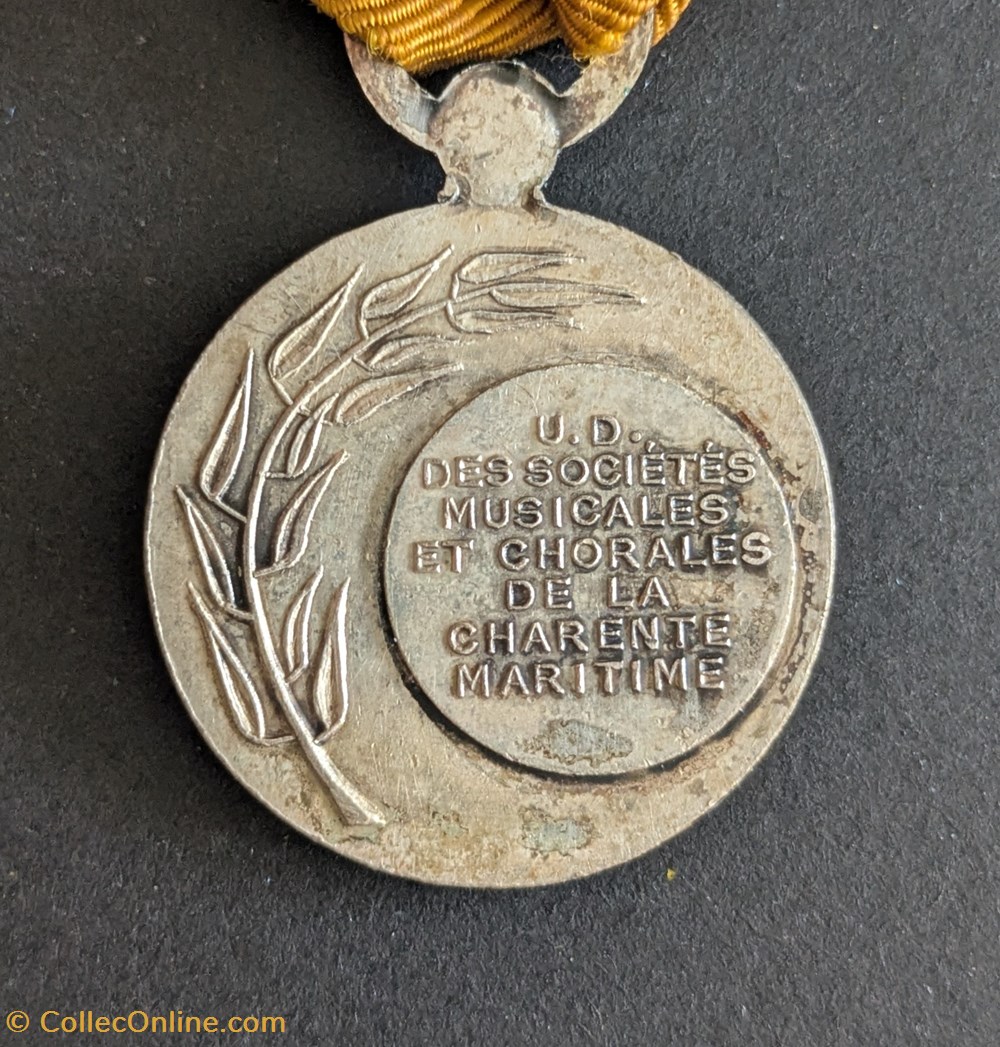 U.D.
DES SOCIÉTÉS
MUSICALES
ET CHORALES
DE LA
CHARENTE
MARITIME
© CollecOnline.com